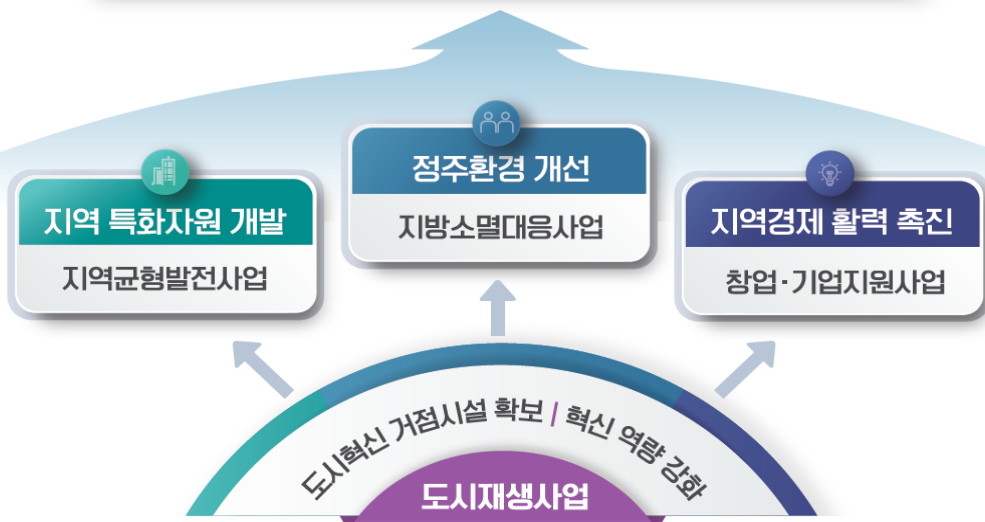 정주환경 개선
지방소멸대응사업
지역 특화자원 개발
지역균형발전사업
지역경제 활력 촉진
창업·기업지원사업
도시혁신 거점시설 확보 | 혁신 역량 강화
도시재생사업